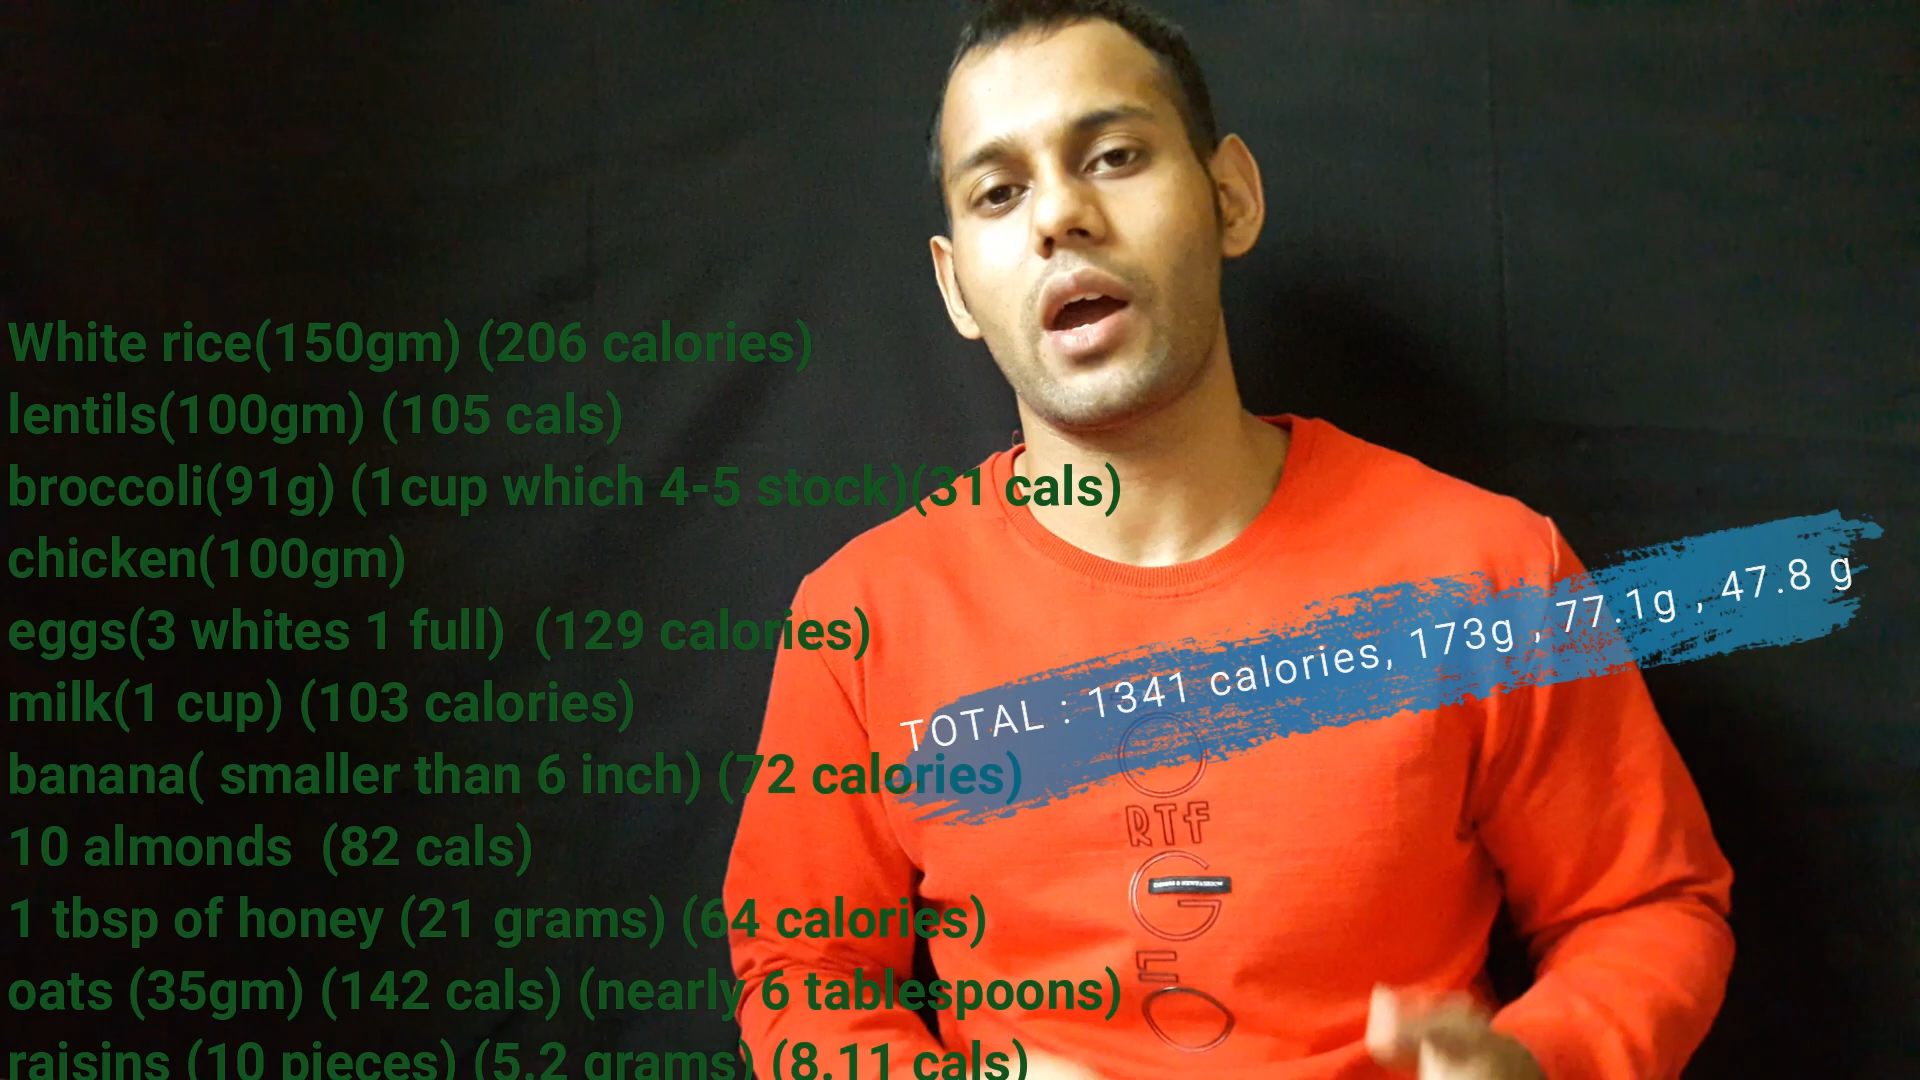 White rice(150gm) (206 calories)
lentils(100gm) (105 cals)
broccoli(91g) (1cup which 4-5 stock)(31 cals)
chicken(100gm)
eggs(3 whites 1 full) (129 calories)
milk(1 cup) (103 calories)
banana( smaller than 6 inch) (72 calories)
10 almonds (82 cals)
1 tbsp of honey (21 grams) (64 calories)
oats (35gm) (142 cals) (nearly 6 tablespoons)
raisins (10 pieces) (5.2 grams) (8.11 cals)
TOTAL : 1341 calories, 173g , 77.1g , 47.8 g
RTF